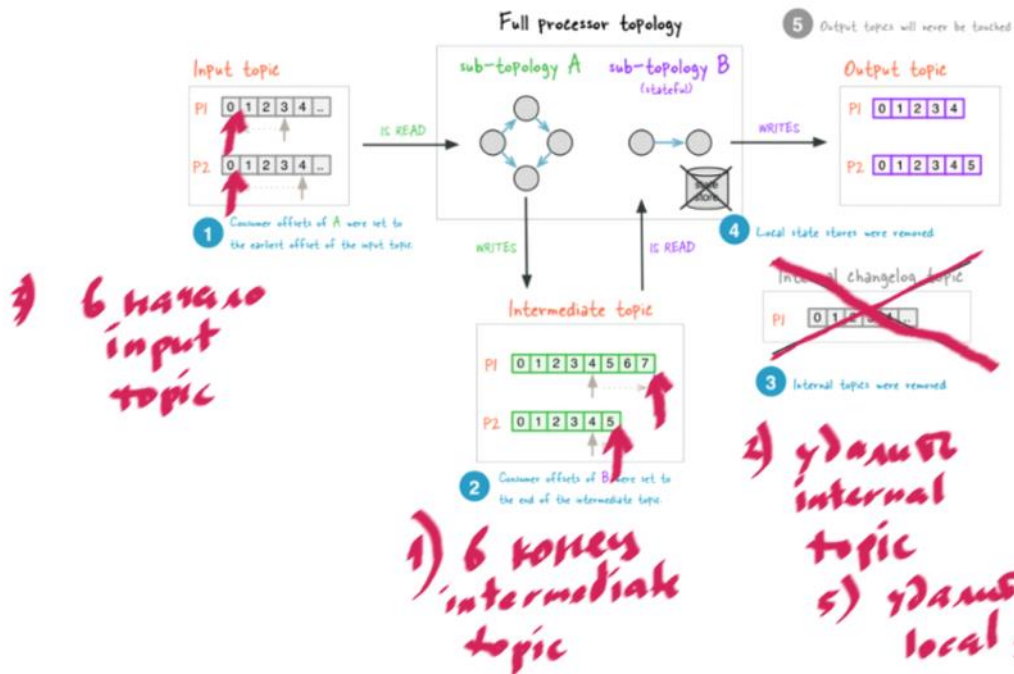 Full processor topology
5 Output topics will never be touched
Input topic
sub-topology A
sub-topology B
(stateful)
Output topic
P1 0 1 2 3 4 ..
P2 0 1 2 3 4 ..
IS READ
WRITES
P1 0 1 2 3 4
P2 0 1 2 3 4 5
state
store
1 Consumer offsets of A were set to
the earliest offset of the input topic
4 Local state stores were removed
WRITES
IS READ
Internal changelog topic
P1 0 1 2 3 4 ..
3 Internal topics were removed
Intermediate topic
P1 0 1 2 3 4 5 6 7
P2 0 1 2 3 4 5
2 Consumer offsets of B were set to
the end of the intermediate topic
в начало
input
topic
1) в конец
intermediate
topic
2) удалить
internal
topic
5) удалить
local